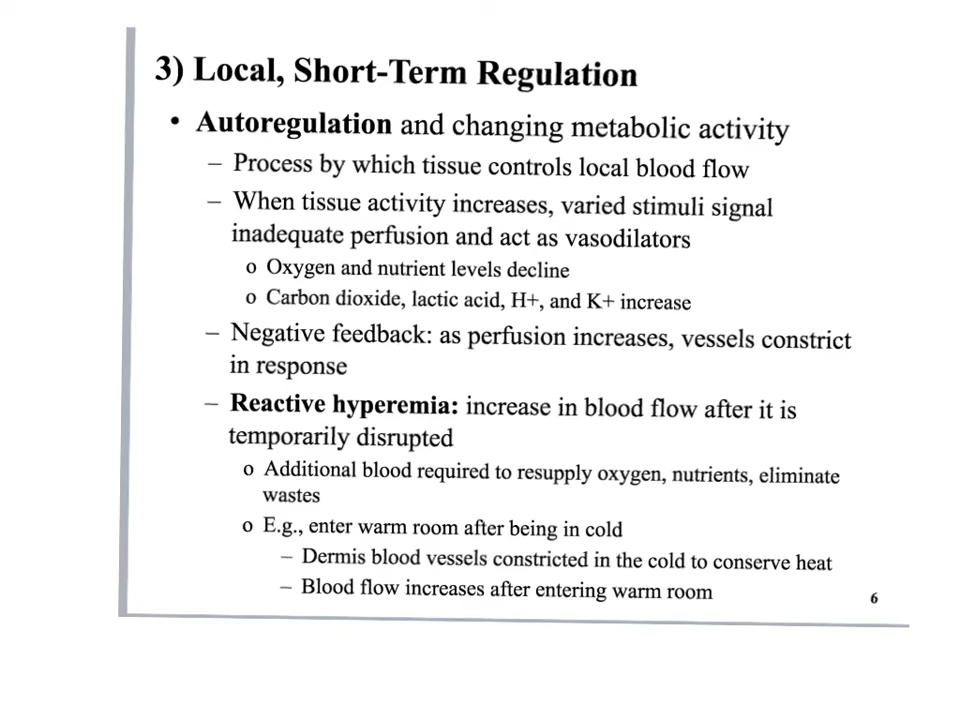 3) Local, Short-Term Regulation
• Autoregulation and changing metabolic activity
– Process by which tissue controls local blood flow
– When tissue activity increases, varied stimuli signal
inadequate perfusion and act as vasodilators
o Oxygen and nutrient levels decline
o Carbon dioxide, lactic acid, H+, and K+ increase
– Negative feedback: as perfusion increases, vessels constrict
in response
– Reactive hyperemia: increase in blood flow after it is
temporarily disrupted
o Additional blood required to resupply oxygen, nutrients, eliminate
wastes
o E.g., enter warm room after being in cold
– Dermis blood vessels constricted in the cold to conserve heat
– Blood flow increases after entering warm room
6